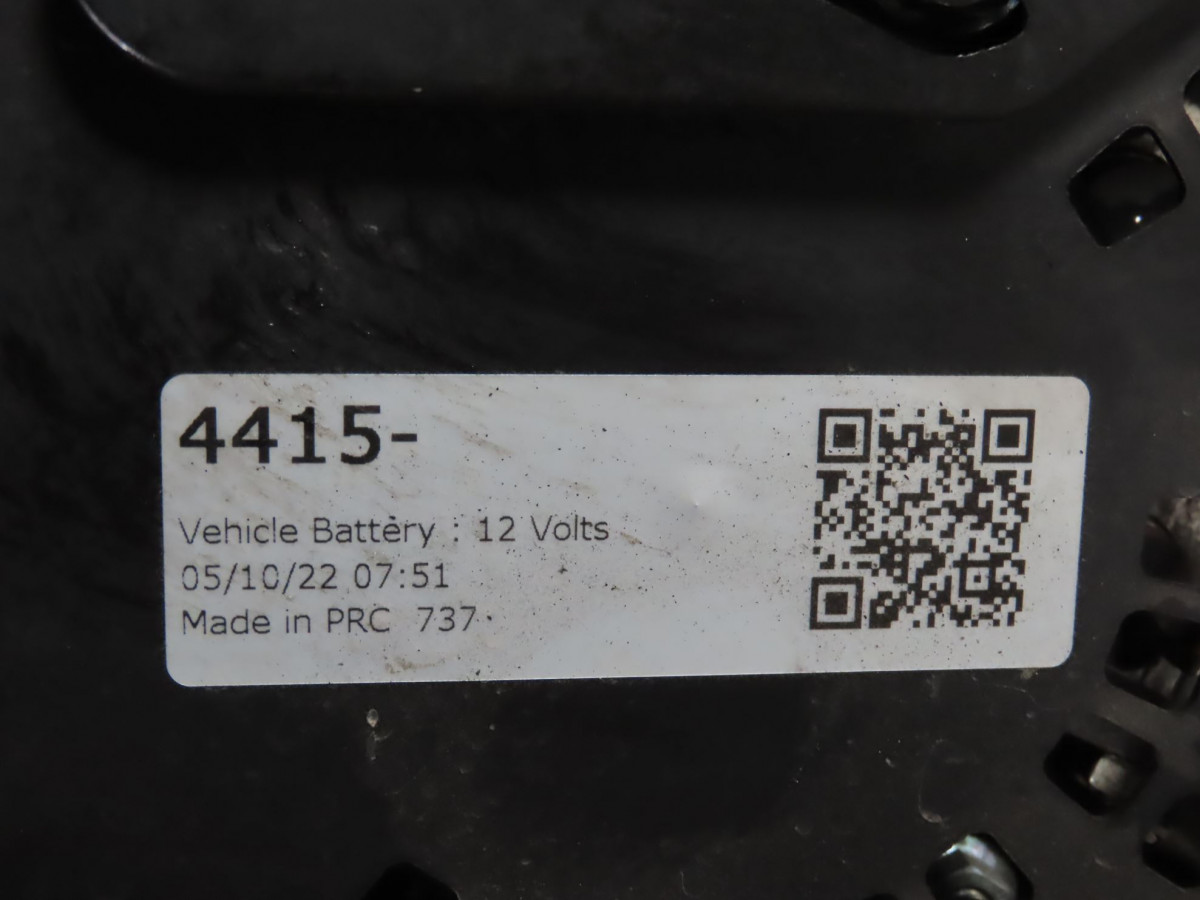 4415-
Vehicle Battery : 12 Volts
05/10/22 07:51
Made in PRC 737